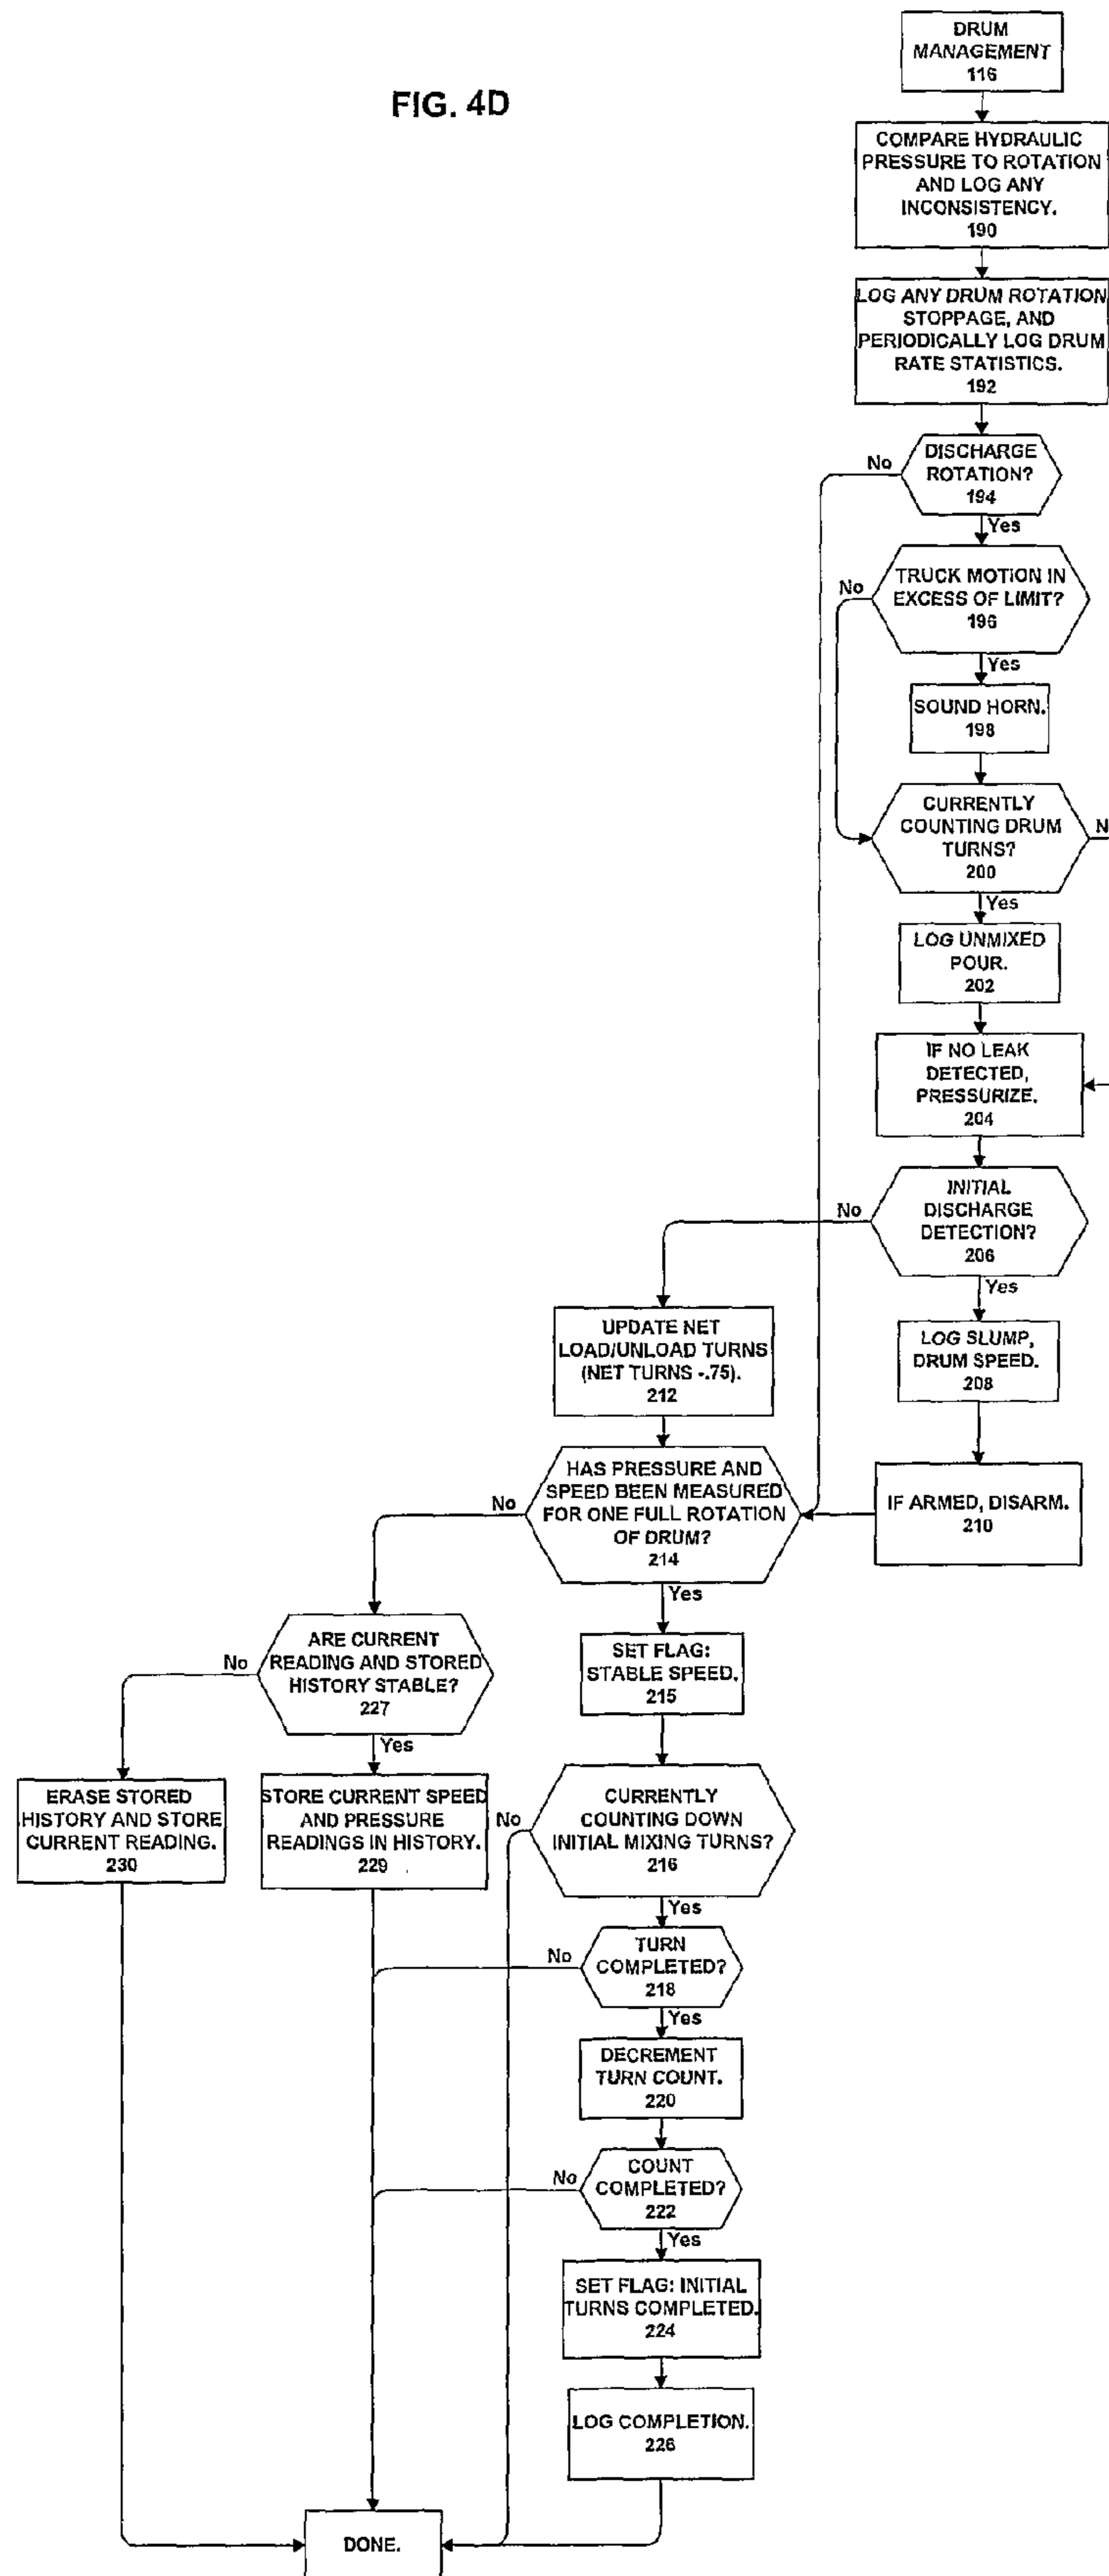 FIG. 4D
DRUM
MANAGEMENT
116
COMPARE HYDRAULIC
PRESSURE TO ROTATION
AND LOG ANY
INCONSISTENCY.
190
LOG ANY DRUM ROTATION
STOPPAGE, AND
PERIODICALLY LOG DRUM
RATE STATISTICS.
192
DISCHARGE
ROTATION?
194
No
Yes
TRUCK MOTION IN
EXCESS OF LIMIT?
196
No
Yes
SOUND HORN.
198
CURRENTLY
COUNTING DRUM
TURNS?
200
N
Yes
LOG UNMIXED
POUR.
202
IF NO LEAK
DETECTED,
PRESSURIZE.
204
INITIAL
DISCHARGE
DETECTION?
206
No
Yes
LOG SLUMP,
DRUM SPEED.
208
IF ARMED, DISARM.
210
UPDATE NET
LOAD/UNLOAD TURNS
(NET TURNS -.75).
212
HAS PRESSURE AND
SPEED BEEN MEASURED
FOR ONE FULL ROTATION
OF DRUM?
214
No
Yes
ARE CURRENT
READING AND STORED
HISTORY STABLE?
227
No
Yes
SET FLAG:
STABLE SPEED.
215
ERASE STORED
HISTORY AND STORE
CURRENT READING.
230
STORE CURRENT SPEED
AND PRESSURE
READINGS IN HISTORY.
229
CURRENTLY
COUNTING DOWN
INITIAL MIXING TURNS?
216
No
Yes
TURN
COMPLETED?
218
No
Yes
DECREMENT
TURN COUNT.
220
COUNT
COMPLETED?
222
No
Yes
SET FLAG: INITIAL
TURNS COMPLETED.
224
LOG COMPLETION.
226
DONE.